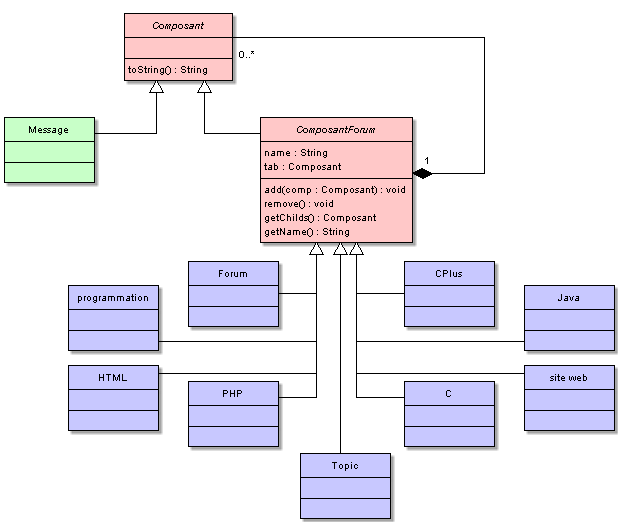 Composant
toString() : String
0..*
Message
ComposantForum
name : String
tab : Composant
1
add(comp : Composant) : void
remove() : void
getChilds() : Composant
getName() : String
Forum
CPlus
programmation
Java
HTML
PHP
C
site web
Topic